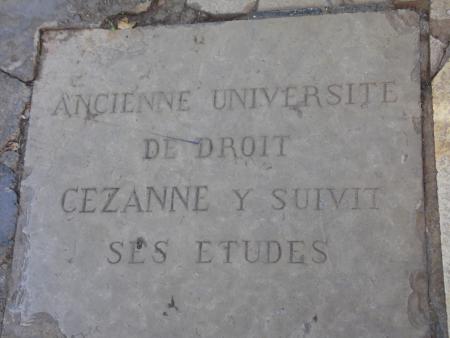 ANCIENNE UNIVERSITE
DE DROIT
CEZANNE Y SUIVIT
SES ETUDES